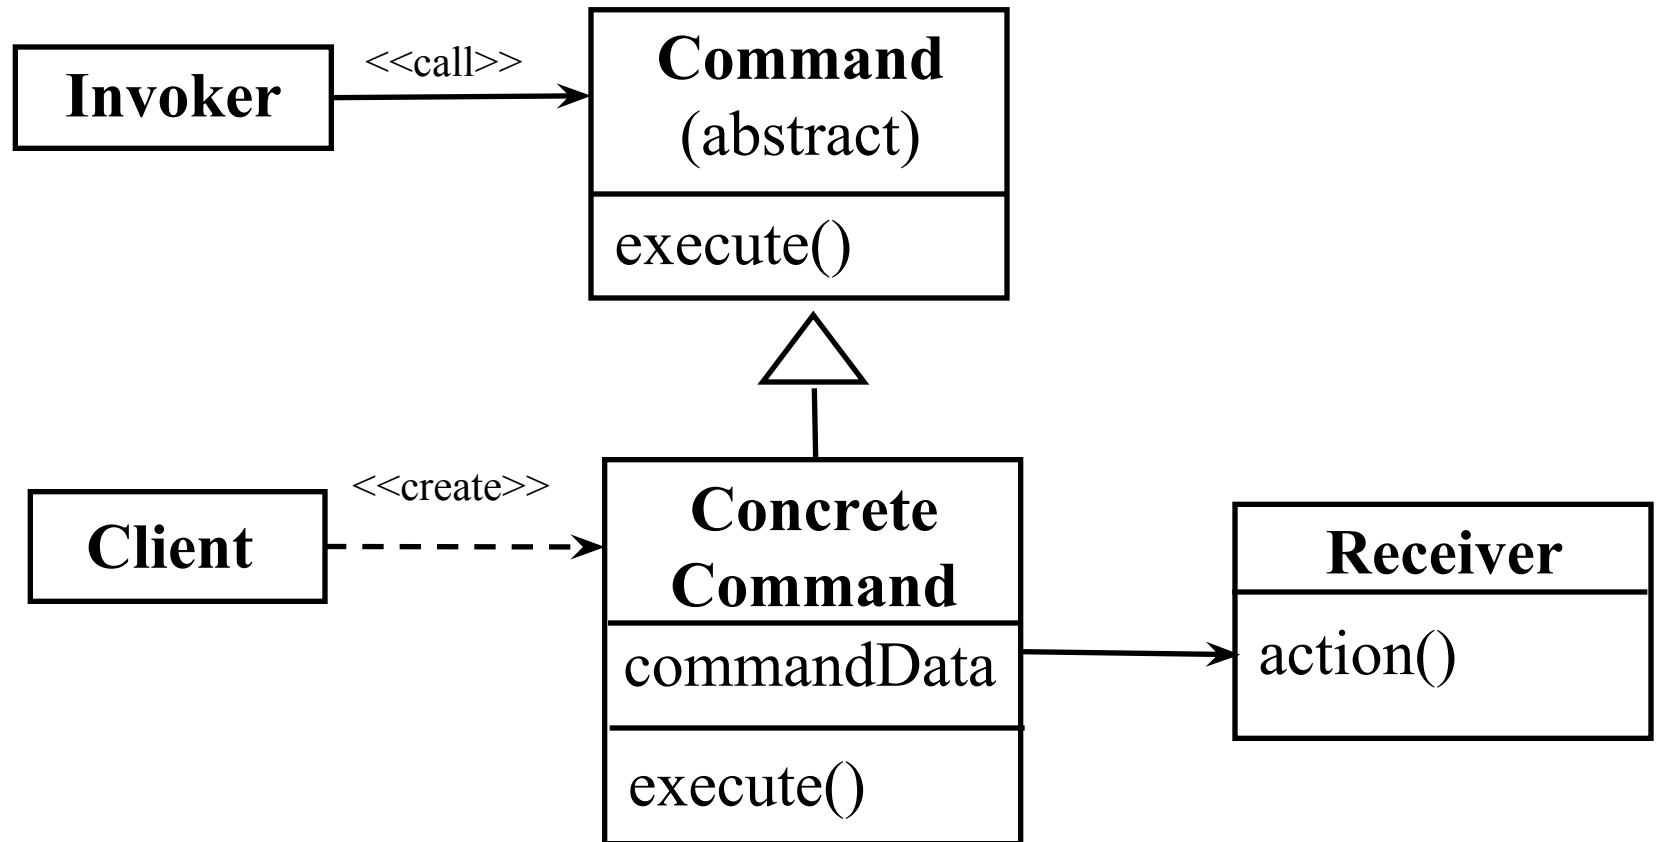 Invoker
<<call>>
Command
(abstract)
execute()
Client
<<create>>
Concrete
Command
commandData
execute()
Receiver
action()